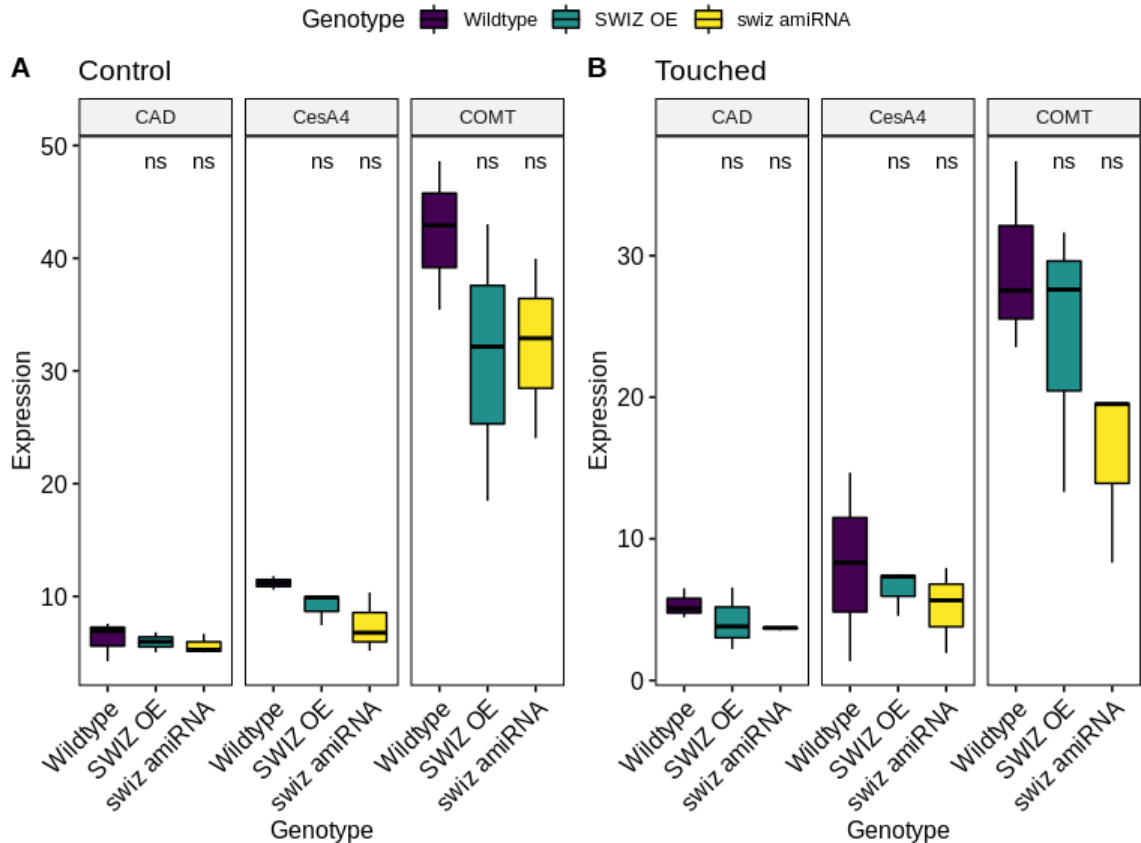 Genotype Wildtype SWIZ OE swiz amiRNA
A Control
CAD CesA4 COMT
ns ns ns ns ns ns
50
40
30
20
10
Expression
Wildtype SWIZ OE swiz amiRNA Wildtype SWIZ OE swiz amiRNA Wildtype SWIZ OE swiz amiRNA
Genotype
B Touched
CAD CesA4 COMT
ns ns ns ns ns ns
30
20
10
0
Expression
Wildtype SWIZ OE swiz amiRNA Wildtype SWIZ OE swiz amiRNA Wildtype SWIZ OE swiz amiRNA
Genotype